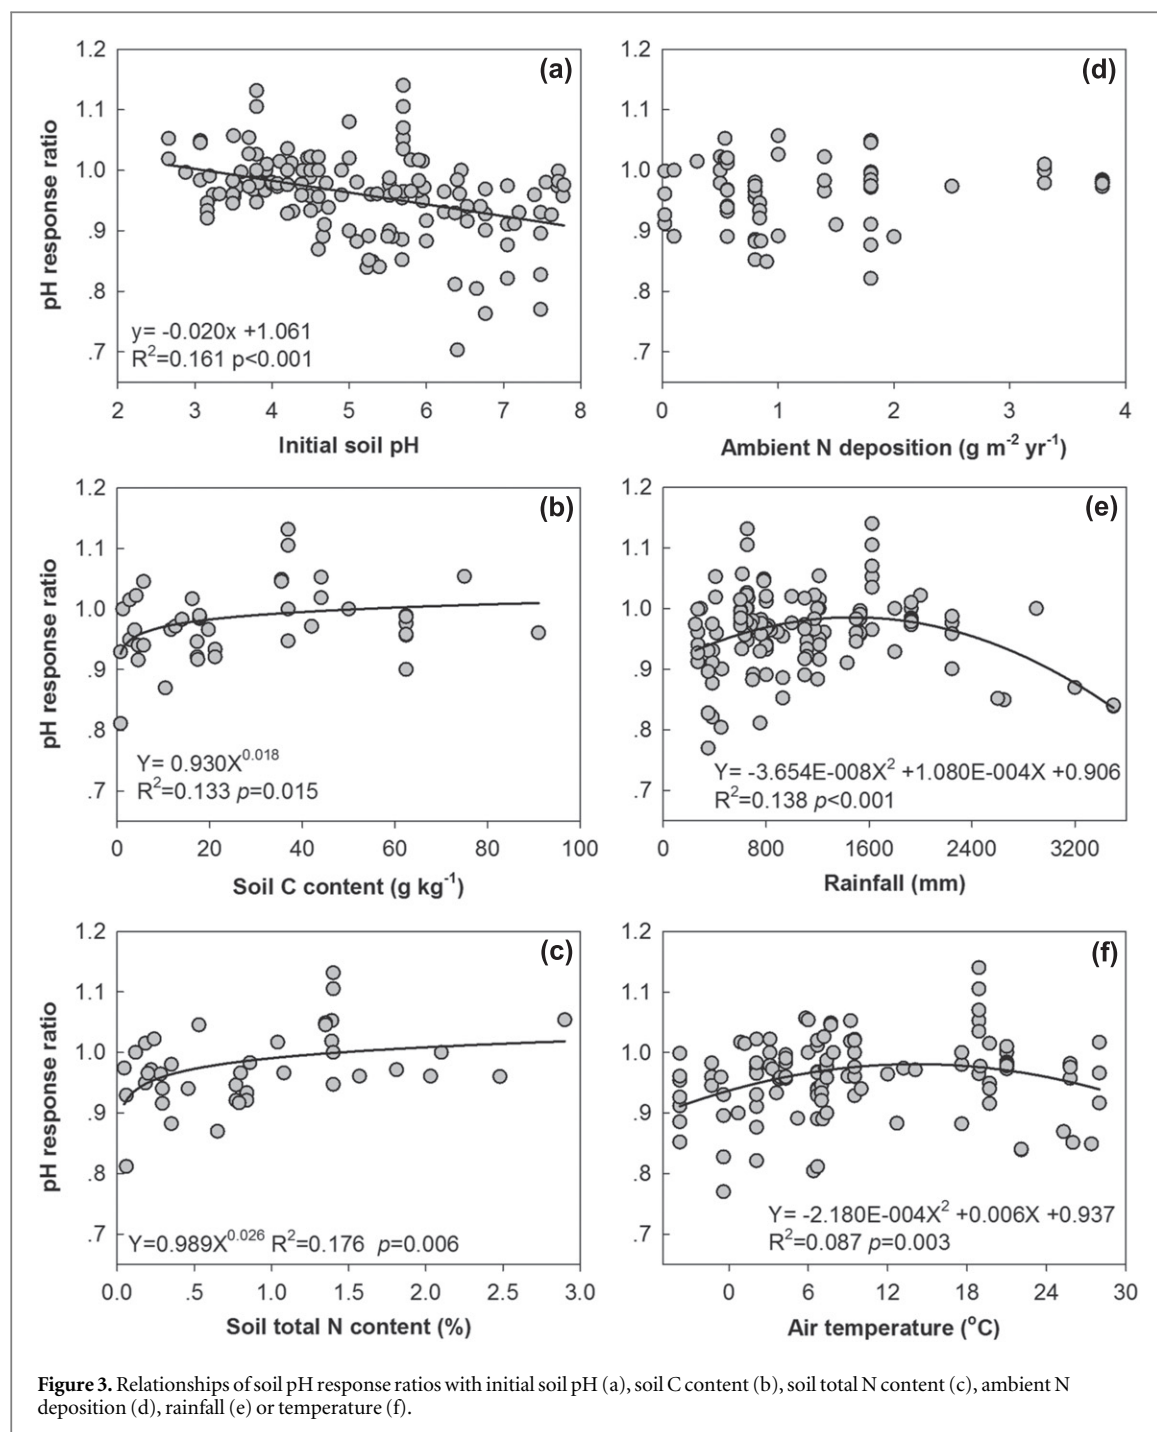 1.2
1.1
1.0
.9
.8
.7
pH response ratio
(a)
y= -0.020x +1.061
R²=0.161 p<0.001
2 3 4 5 6 7 8
Initial soil pH
1.2
1.1
1.0
.9
.8
.7
(d)
0 1 2 3 4
Ambient N deposition (g m⁻² yr⁻¹)
1.2
1.1
1.0
.9
.8
.7
pH response ratio
(b)
Y= 0.930X⁰·⁰¹⁸
R²=0.133 p=0.015
0 20 40 60 80 100
Soil C content (g kg⁻¹)
1.2
1.1
1.0
.9
.8
.7
(e)
Y= -3.654E-008X² +1.080E-004X +0.906
R²=0.138 p<0.001
0 800 1600 2400 3200
Rainfall (mm)
1.2
1.1
1.0
.9
.8
.7
pH response ratio
(c)
Y=0.989X⁰·⁰²⁶ R²=0.176 p=0.006
0.0 .5 1.0 1.5 2.0 2.5 3.0
Soil total N content (%)
1.2
1.1
1.0
.9
.8
.7
(f)
Y= -2.180E-004X² +0.006X +0.937
R²=0.087 p=0.003
0 6 12 18 24 30
Air temperature (°C)
Figure 3. Relationships of soil pH response ratios with initial soil pH (a), soil C content (b), soil total N content (c), ambient N
deposition (d), rainfall (e) or temperature (f).